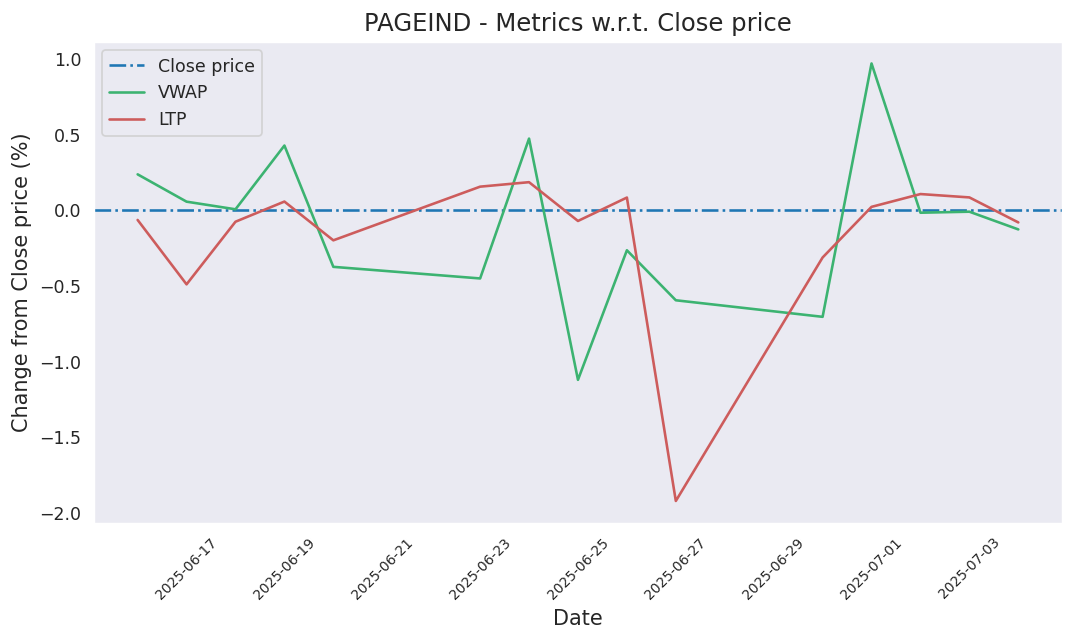 PAGEIND - Metrics w.r.t. Close price
Close price
VWAP
LTP
Change from Close price (%)
1.0
0.5
0.0
−0.5
−1.0
−1.5
−2.0
2025-06-17
2025-06-19
2025-06-21
2025-06-23
2025-06-25
2025-06-27
2025-06-29
2025-07-01
2025-07-03
Date